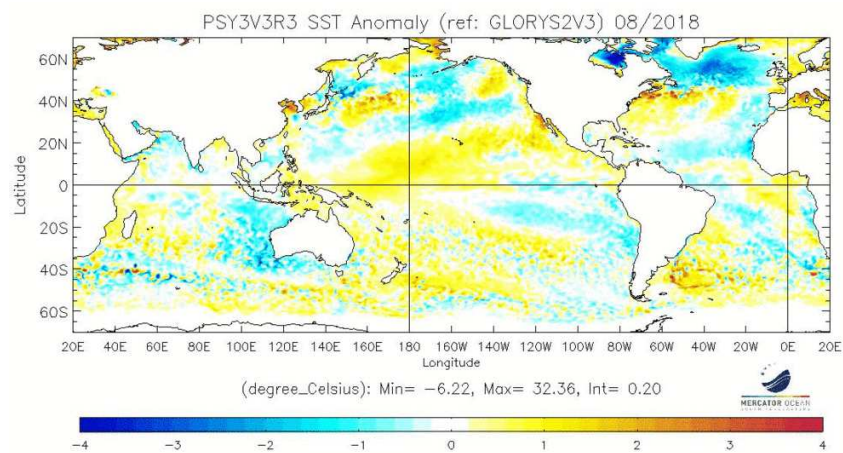 PSY3V3R3 SST Anomaly (ref: GLORYS2V3) 08/2018
60N
40N
20N
0
20S
40S
60S
Latitude
20E 40E 60E 80E 100E 120E 140E 160E 180 160W 140W 120W 100W 80W 60W 40W 20W 0E 20E
Longitude
(degree_Celsius): Min= -6.22, Max= 32.36, Int= 0.20
MERCATOR OCEAN
-4 -3 -2 -1 0 1 2 3 4